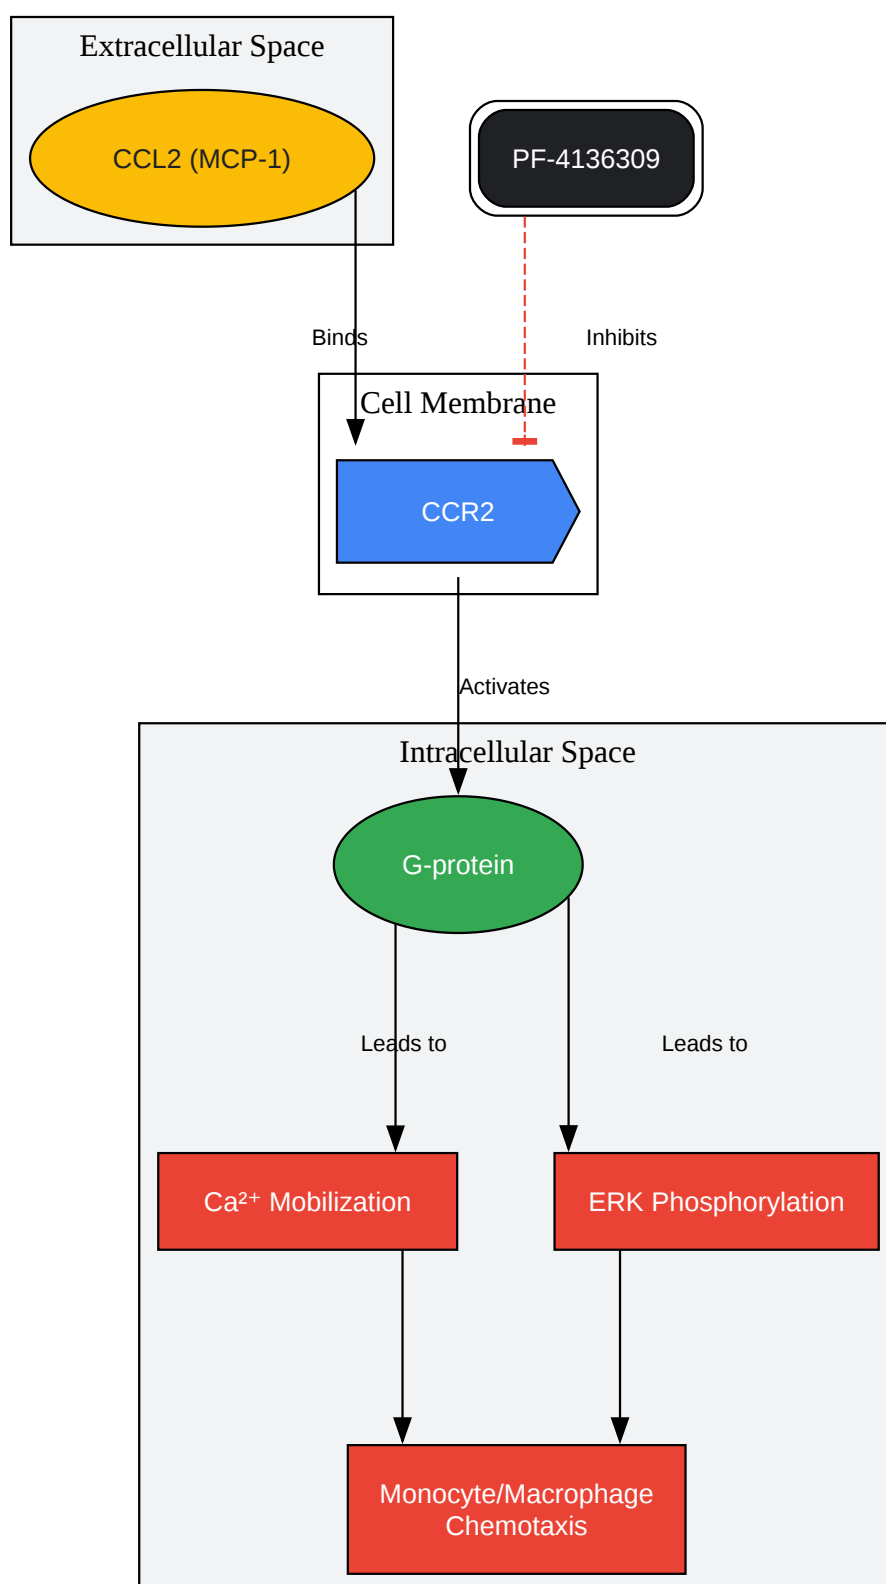 Extracellular Space
CCL2 (MCP-1)
PF-4136309
Binds
Inhibits
Cell Membrane
CCR2
Activates
Intracellular Space
G-protein
Leads to
Leads to
Ca²⁺ Mobilization
ERK Phosphorylation
Monocyte/Macrophage
Chemotaxis